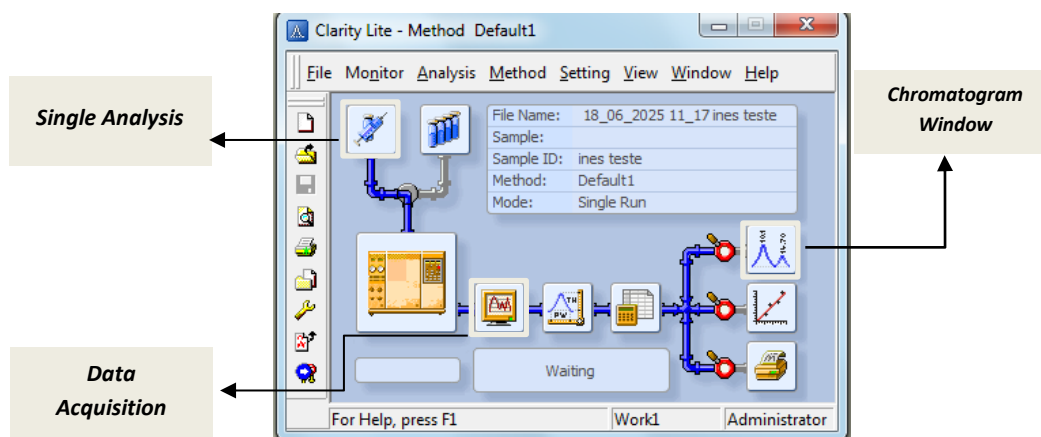 Clarity Lite - Method Default1
File Monitor Analysis Method Setting View Window Help
Single Analysis
Chromatogram
Window
File Name: 18_06_2025 11_17 ines teste
Sample:
Sample ID: ines teste
Method: Default1
Mode: Single Run
Data
Acquisition
Waiting
For Help, press F1 Work1 Administrator